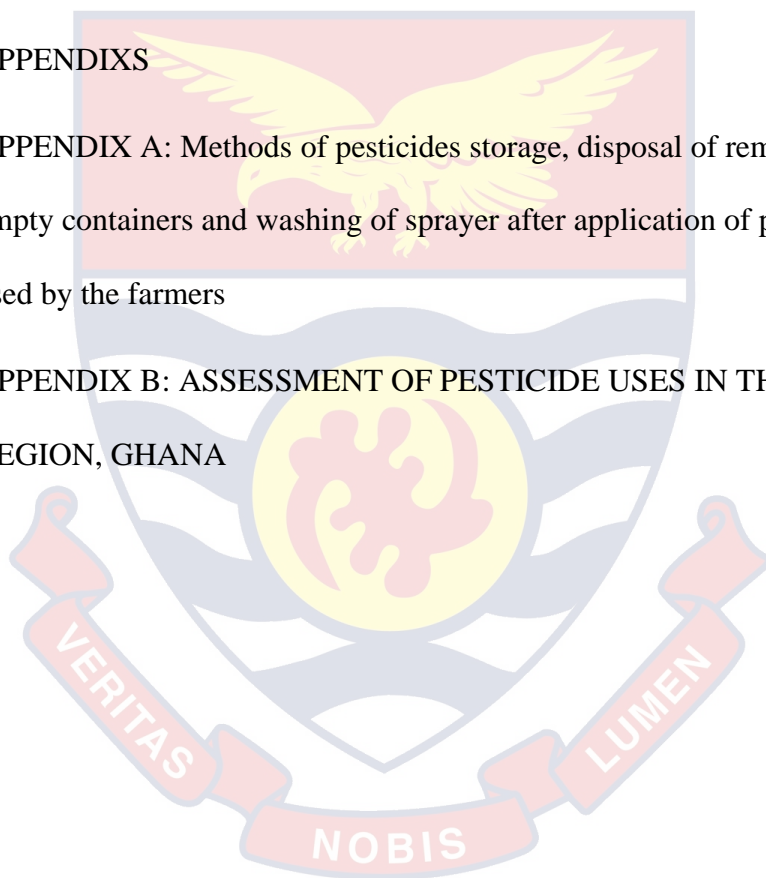 PPENDIXS
PPENDIX A: Methods of pesticides storage, disposal of rem
mpty containers and washing of sprayer after application of p
sed by the farmers
PPENDIX B: ASSESSMENT OF PESTICIDE USES IN TH
EGION, GHANA
VERITAS
NOBIS
LUMEN